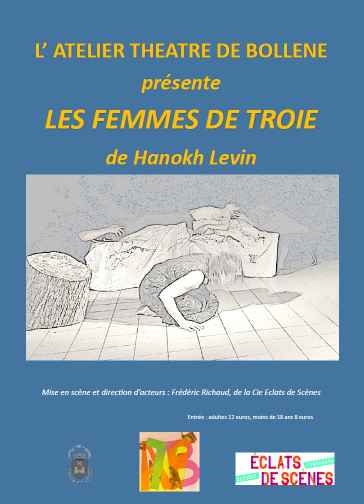 L' ATELIER THEATRE DE BOLLENE
présente
LES FEMMES DE TROIE
de Hanokh Levin
Mise en scène et direction d'acteurs : Frédéric Richaud, de la Cie Eclats de Scènes
Entrée : adultes 12 euros, moins de 18 ans 8 euros
ÉCLATS
DE SCÈNES